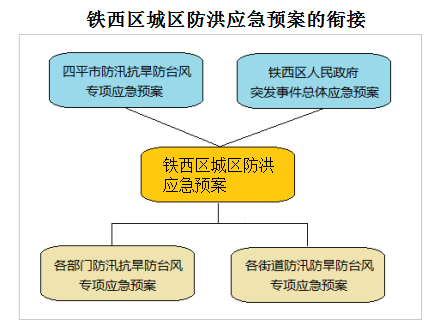 铁西区城区防洪应急预案的衔接
四平市防汛抗旱防台风
专项应急预案
铁西区人民政府
突发事件总体应急预案
铁西区城区防洪
应急预案
各部门防汛抗旱防台风
专项应急预案
各街道防汛防旱防台风
专项应急预案